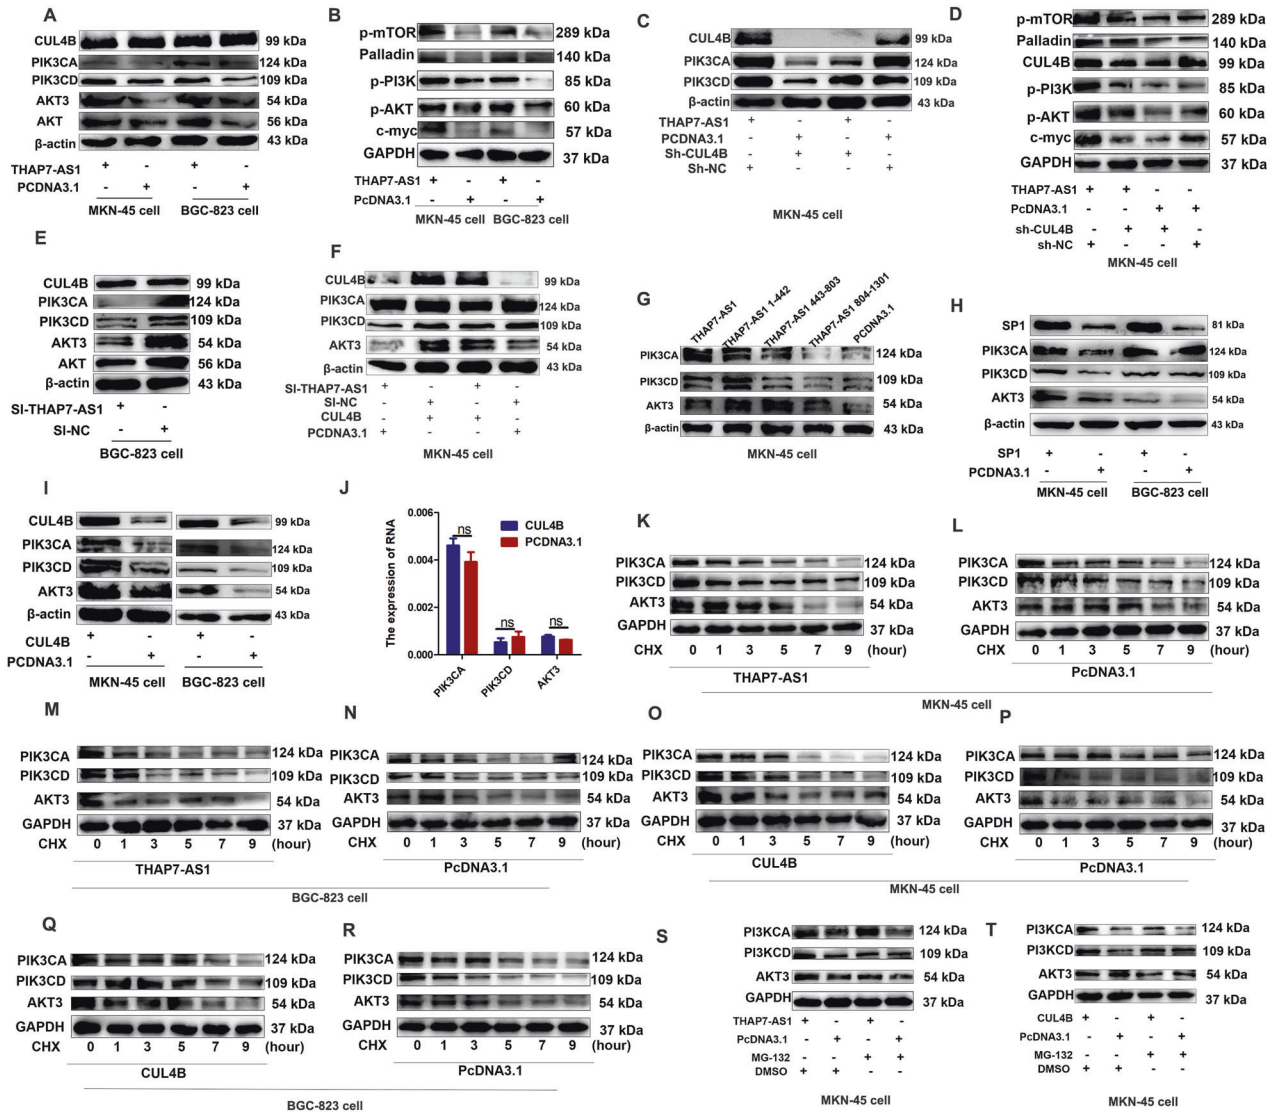 A
CUL4B 99 kDa
PIK3CA 124 kDa
PIK3CD 109 kDa
AKT3 54 kDa
AKT 56 kDa
β-actin 43 kDa
THAP7-AS1 + - + -
PCDNA3.1 - + - +
MKN-45 cell BGC-823 cell
B
p-mTOR 289 kDa
Palladin 140 kDa
p-PI3K 85 kDa
p-AKT 60 kDa
c-myc 57 kDa
GAPDH 37 kDa
THAP7-AS1 + - + -
PcDNA3.1 - + - +
MKN-45 cell BGC-823 cell
C
CUL4B 99 kDa
PIK3CA 124 kDa
PIK3CD 109 kDa
β-actin 43 kDa
THAP7-AS1 + - + -
PCDNA3.1 - + - +
Sh-CUL4B - + + -
Sh-NC + - - +
MKN-45 cell
D
p-mTOR 289 kDa
Palladin 140 kDa
CUL4B 99 kDa
p-PI3K 85 kDa
p-AKT 60 kDa
c-myc 57 kDa
GAPDH 37 kDa
THAP7-AS1 + + - -
PcDNA3.1 - - + +
sh-CUL4B - + + -
sh-NC + - - +
MKN-45 cell
E
CUL4B 99 kDa
PIK3CA 124 kDa
PIK3CD 109 kDa
AKT3 54 kDa
AKT 56 kDa
β-actin 43 kDa
SI-THAP7-AS1 + -
SI-NC - +
BGC-823 cell
F
CUL4B 99 kDa
PIK3CA 124 kDa
PIK3CD 109 kDa
AKT3 54 kDa
β-actin 43 kDa
SI-THAP7-AS1 + - + -
SI-NC - + - +
CUL4B - + + -
PCDNA3.1 + - - +
MKN-45 cell
G
THAP7-AS1 THAP7-AS1 1-442 THAP7-AS1 443-803 THAP7-AS1 804-1301 PCDNA3.1
PIK3CA 124 kDa
PIK3CD 109 kDa
AKT3 54 kDa
β-actin 43 kDa
MKN-45 cell
H
SP1 81 kDa
PIK3CA 124 kDa
PIK3CD 109 kDa
AKT3 54 kDa
β-actin 43 kDa
SP1 + - + -
PCDNA3.1 - + - +
MKN-45 cell BGC-823 cell
I
CUL4B 99 kDa
PIK3CA 124 kDa
PIK3CD 109 kDa
AKT3 54 kDa
β-actin 43 kDa
CUL4B + - + -
PCDNA3.1 - + - +
MKN-45 cell BGC-823 cell
J
The expression of RNA
0.006
0.004
0.002
0.000
ns ns ns
CUL4B
PCDNA3.1
PIK3CA PIK3CD AKT3
K
PIK3CA 124 kDa
PIK3CD 109 kDa
AKT3 54 kDa
GAPDH 37 kDa
CHX 0 1 3 5 7 9 (hour)
THAP7-AS1
L
PIK3CA 124 kDa
PIK3CD 109 kDa
AKT3 54 kDa
GAPDH 37 kDa
CHX 0 1 3 5 7 9 (hour)
PcDNA3.1
MKN-45 cell
M
PIK3CA 124 kDa
PIK3CD 109 kDa
AKT3 54 kDa
GAPDH 37 kDa
CHX 0 1 3 5 7 9 (hour)
THAP7-AS1
N
PIK3CA 124 kDa
PIK3CD 109 kDa
AKT3 54 kDa
GAPDH 37 kDa
CHX 0 1 3 5 7 9 (hour)
PcDNA3.1
BGC-823 cell
O
PIK3CA 124 kDa
PIK3CD 109 kDa
AKT3 54 kDa
GAPDH 37 kDa
CHX 0 1 3 5 7 9 (hour)
CUL4B
P
PIK3CA 124 kDa
PIK3CD 109 kDa
AKT3 54 kDa
GAPDH 37 kDa
CHX 0 1 3 5 7 9 (hour)
PcDNA3.1
MKN-45 cell
Q
PIK3CA 124 kDa
PIK3CD 109 kDa
AKT3 54 kDa
GAPDH 37 kDa
CHX 0 1 3 5 7 9 (hour)
CUL4B
R
PIK3CA 124 kDa
PIK3CD 109 kDa
AKT3 54 kDa
GAPDH 37 kDa
CHX 0 1 3 5 7 9 (hour)
PcDNA3.1
BGC-823 cell
S
PI3KCA 124 kDa
PI3KCD 109 kDa
AKT3 54 kDa
GAPDH 37 kDa
THAP7-AS1 + - + -
PcDNA3.1 - + - +
MG-132 - - + +
DMSO + + - -
MKN-45 cell
T
PI3KCA 124 kDa
PI3KCD 109 kDa
AKT3 54 kDa
GAPDH 37 kDa
CUL4B + - + -
PcDNA3.1 - + - +
MG-132 - - + +
DMSO + + - -
MKN-45 cell